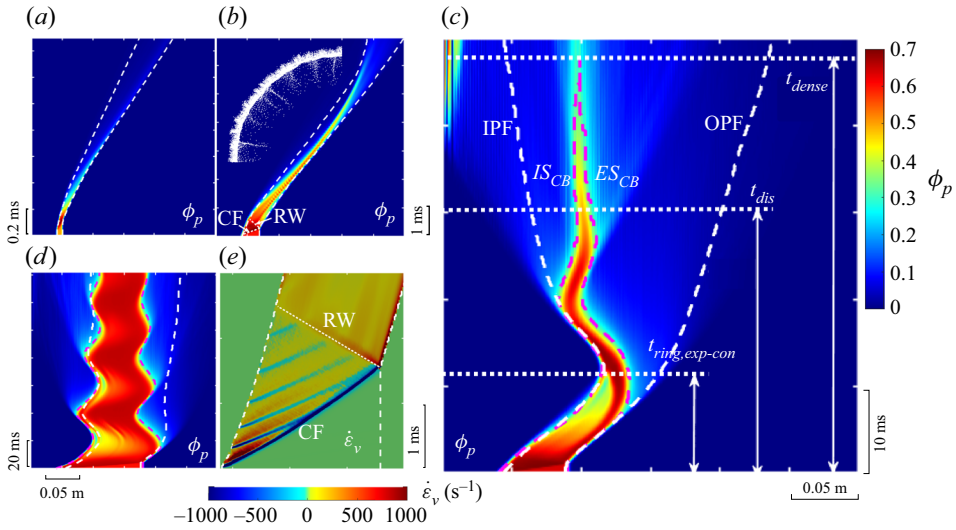 (a)
(b)
(c)
ϕp
0.2 ms
CF
RW
ϕp
1 ms
IPF
OPF
ISCB
ESCB
tdense
tdis
tring,exp-con
ϕp
10 ms
0.05 m
0.7
0.6
0.5
0.4
0.3
0.2
0.1
0
ϕp
(d)
(e)
ϕp
20 ms
0.05 m
RW
CF
ε̇v
1 ms
−1000 −500 0 500 1000
ε̇v (s−1)